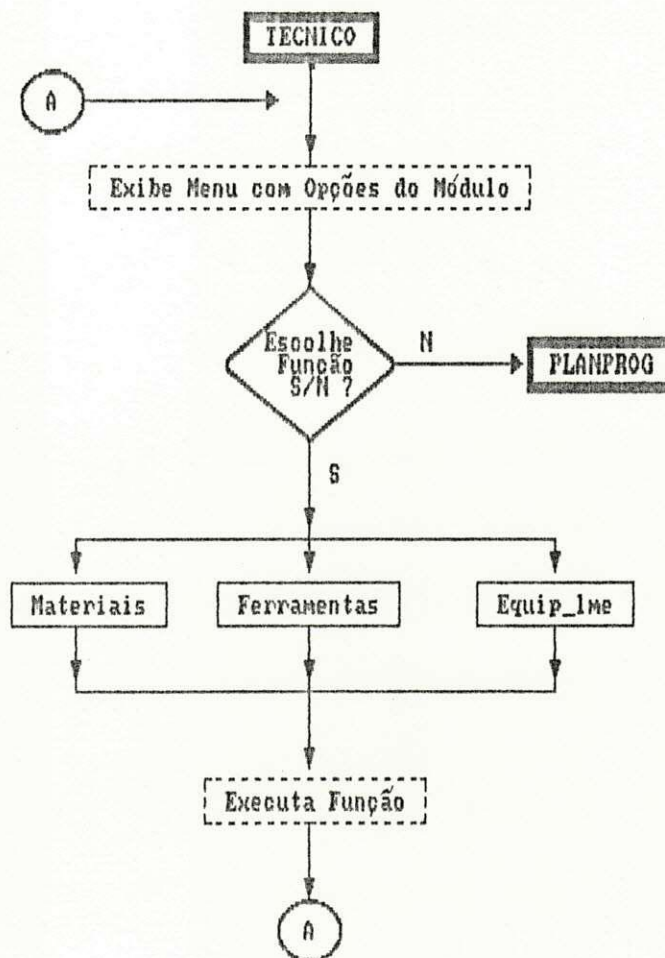 TECNICO
A
Exibe Menu com Opções do Módulo
Escolhe
Função
S/N ?
N
PLANPROG
S
Materiais
Ferramentas
Equip_lme
Executa Função
A